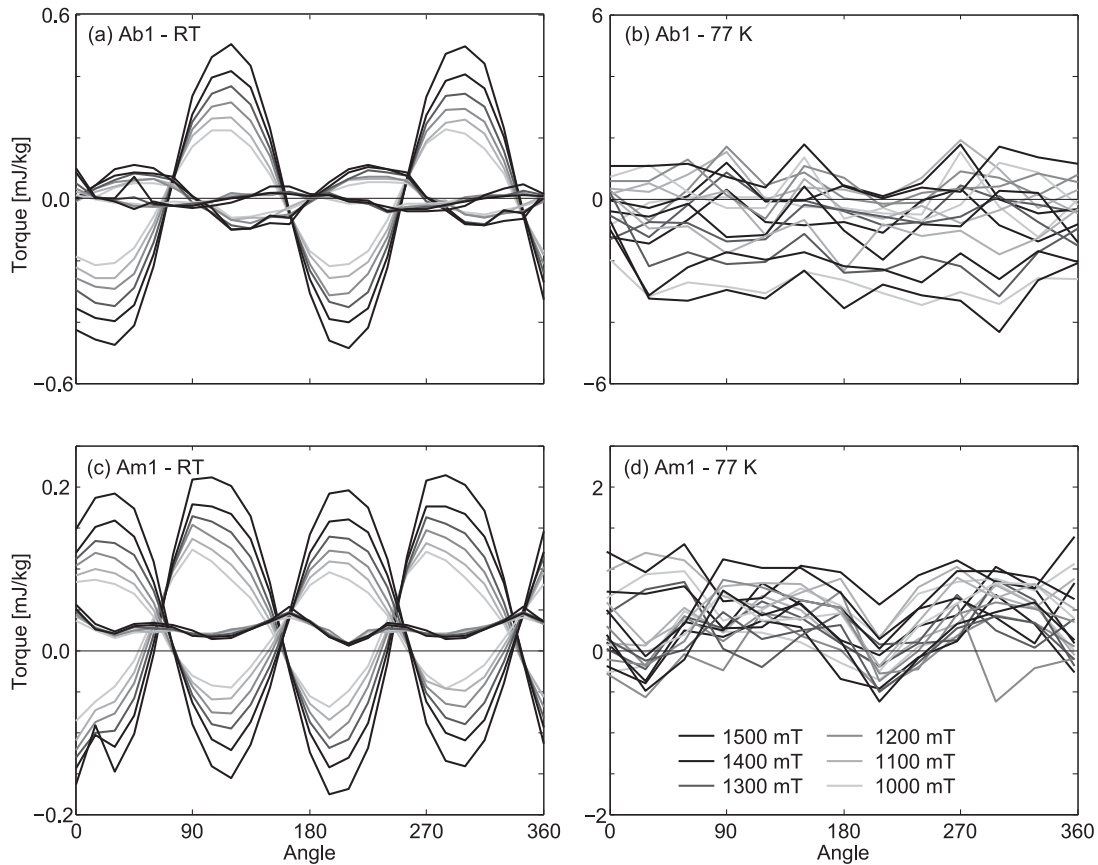 0.6
(a) Ab1 - RT
Torque [mJ/kg]
0.0
−0.6
6
(b) Ab1 - 77 K
0
−6
(c) Am1 - RT
0.2
Torque [mJ/kg]
0.0
−0.2
0
90
180
270
360
Angle
(d) Am1 - 77 K
2
0
−2
1500 mT 1200 mT
1400 mT 1100 mT
1300 mT 1000 mT
0
90
180
270
360
Angle